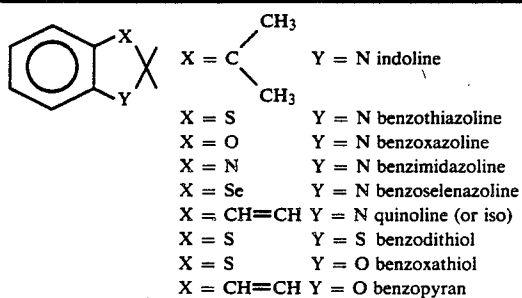 CH3
X = C Y = N indoline
CH3
X = S Y = N benzothiazoline
X = O Y = N benzoxazoline
X = N Y = N benzimidazoline
X = Se Y = N benzoselenazoline
X = CH=CH Y = N quinoline (or iso)
X = S Y = S benzodithiol
X = S Y = O benzoxathiol
X = CH=CH Y = O benzopyran
X
Y